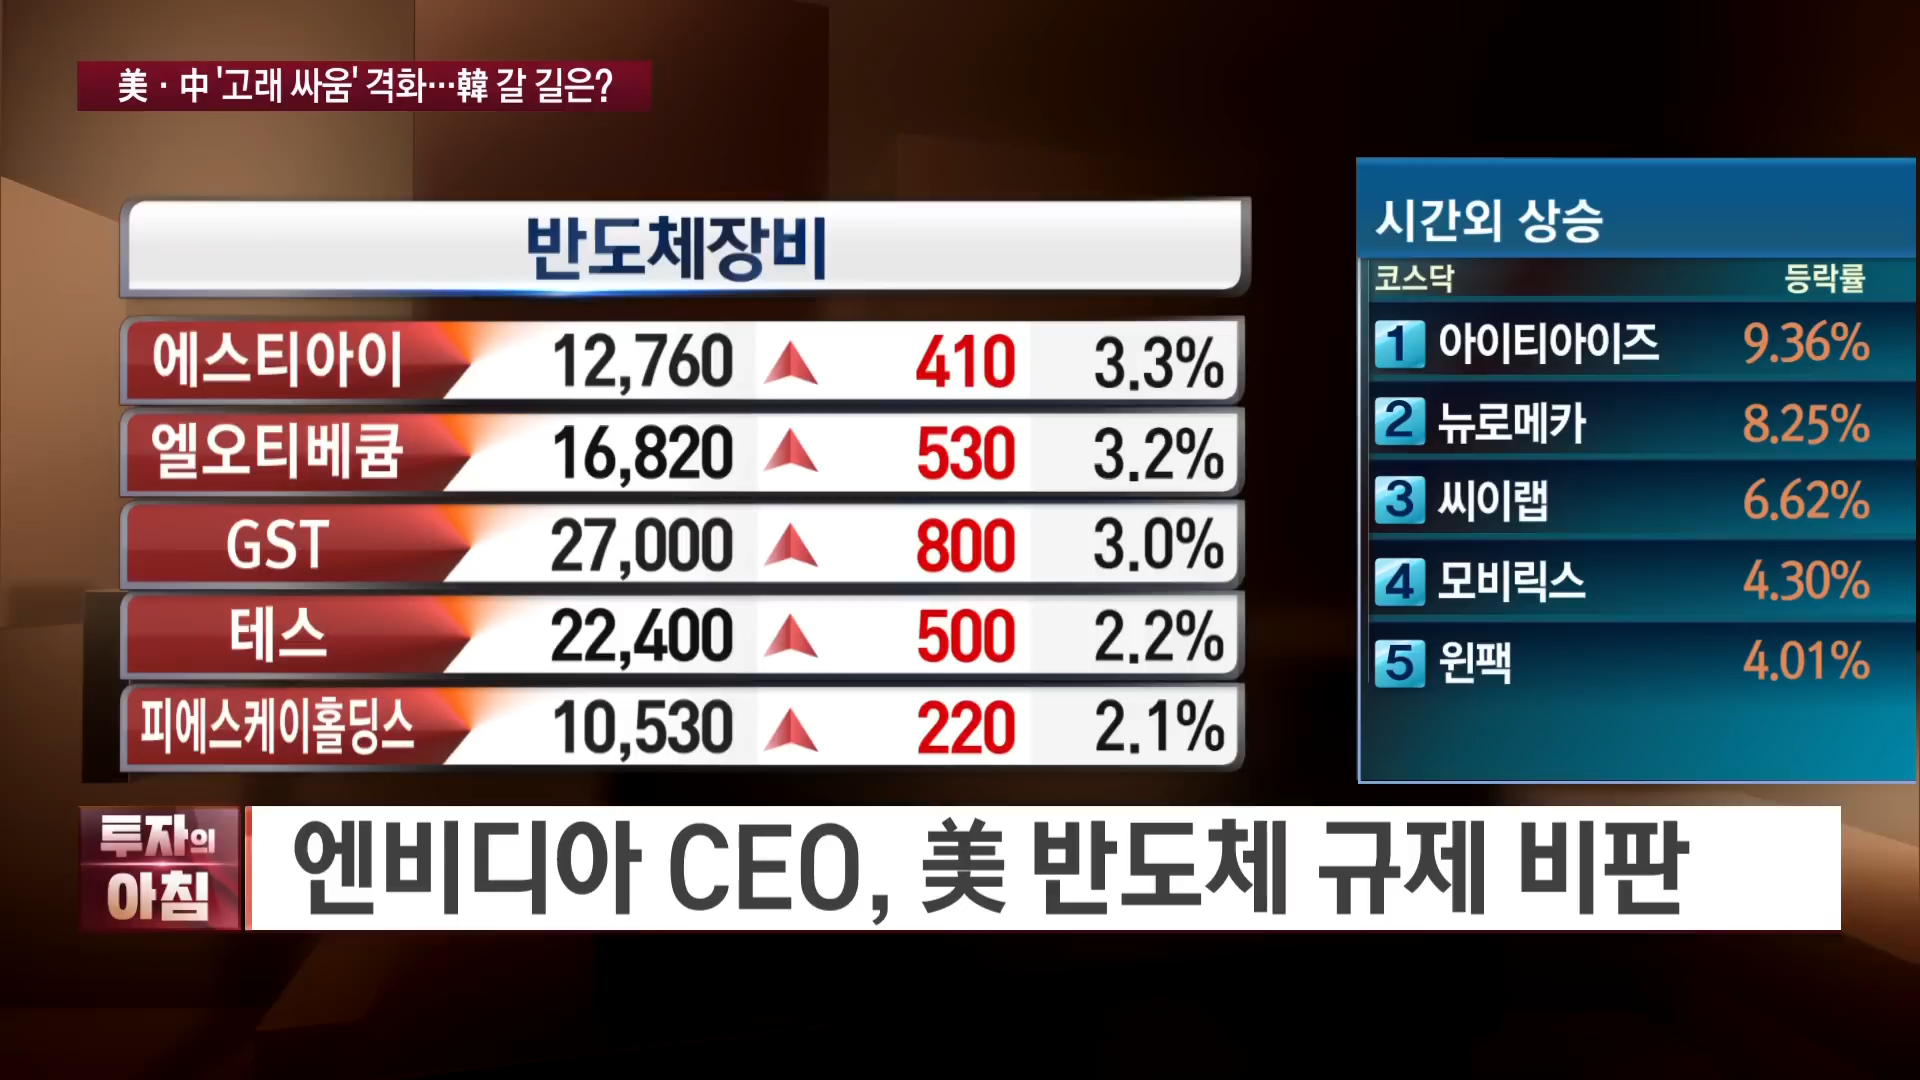 美·中 '고래 싸움' 격화…韓 갈 길은?
반도체장비
에스티아이 12,760 ▲ 410 3.3%
엘오티베큠 16,820 ▲ 530 3.2%
GST 27,000 ▲ 800 3.0%
테스 22,400 ▲ 500 2.2%
피에스케이홀딩스 10,530 ▲ 220 2.1%
시간외 상승
코스닥 등락률
1 아이티아이즈 9.36%
2 뉴로메카 8.25%
3 씨이랩 6.62%
4 모비릭스 4.30%
5 윈팩 4.01%
투자의
아침
엔비디아 CEO, 美 반도체 규제 비판